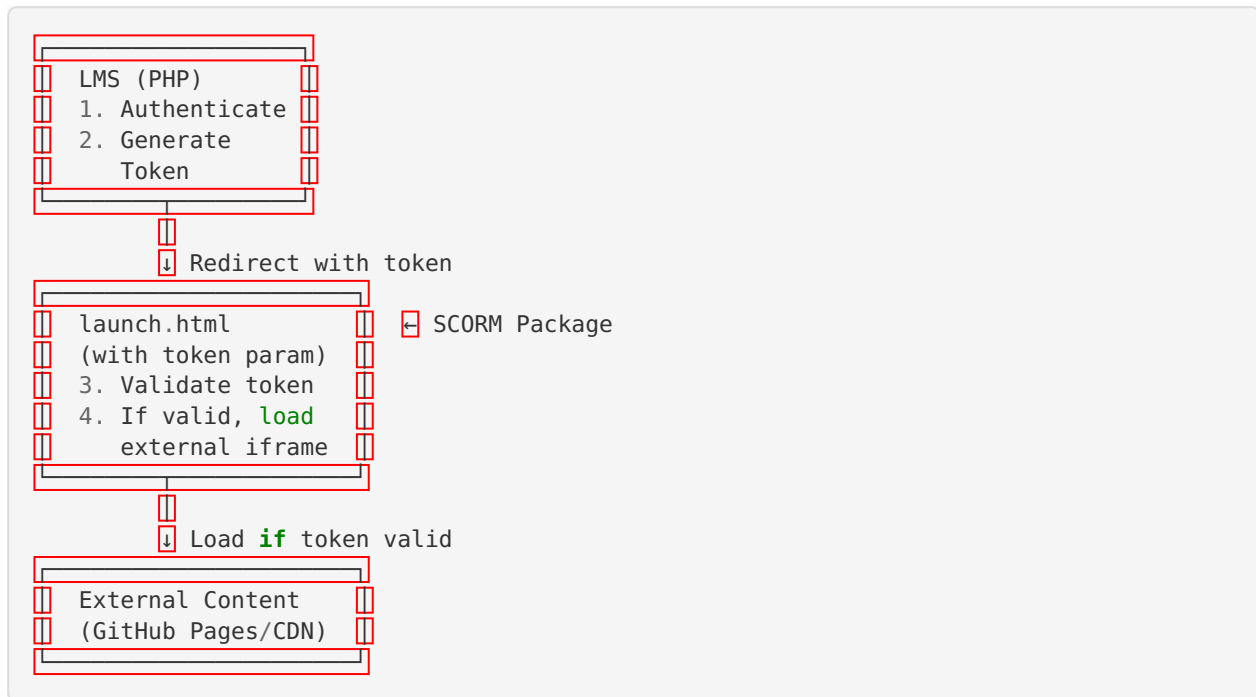 LMS (PHP)
1. Authenticate
2. Generate
Token
↓ Redirect with token
launch.html ← SCORM Package
(with token param)
3. Validate token
4. If valid, load
external iframe
↓ Load if token valid
External Content
(GitHub Pages/CDN)